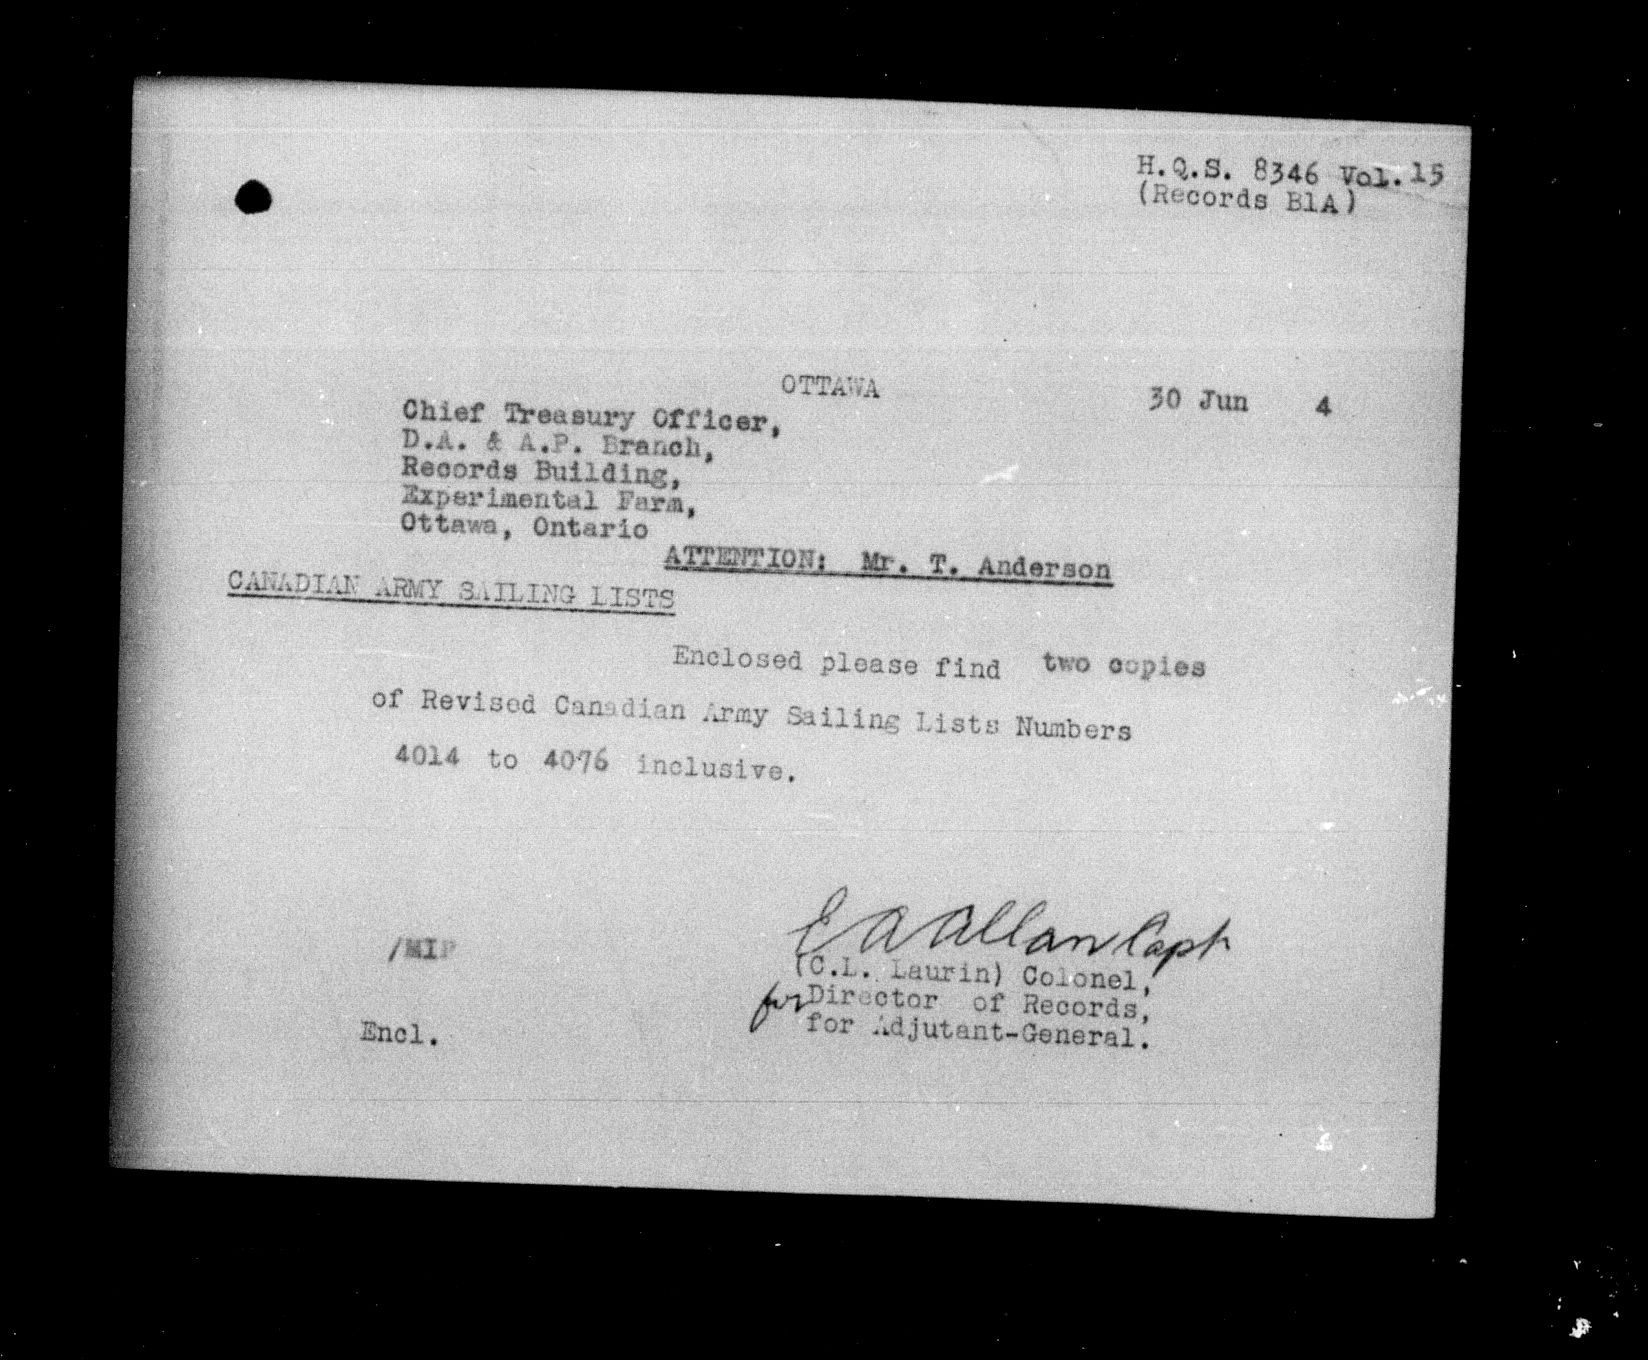 H.Q.S. 8346 Vol. 15
(Records B1A)
OTTAWA
30 Jun 4
Chief Treasury Officer,
D.A. & A.P. Branch,
Records Building,
Experimental Farm,
Ottawa, Ontario
ATTENTION: Mr. T. Anderson
CANADIAN ARMY SAILING LISTS
Enclosed please find two copies
of Revised Canadian Army Sailing Lists Numbers
4014 to 4076 inclusive.
E A Allan Capt
/MIP
(C.L. Laurin) Colonel,
for Director of Records,
for Adjutant-General.
Encl.